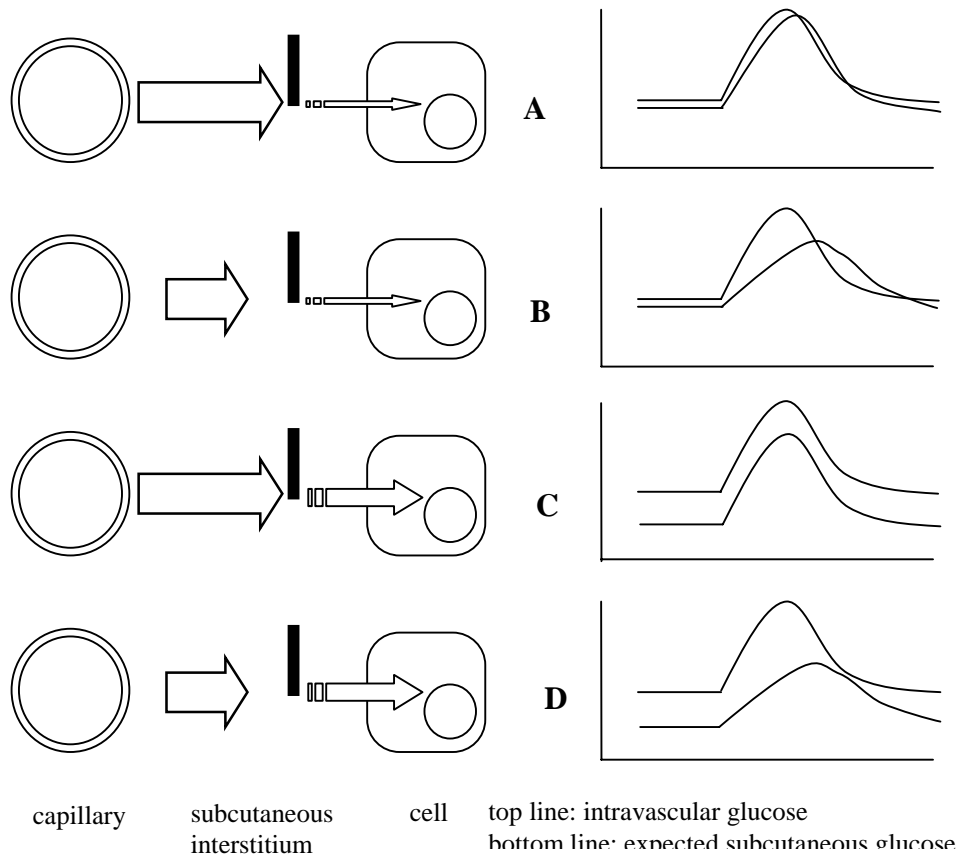 A
B
C
D
capillary
subcutaneous
interstitium
cell
top line: intravascular glucose
bottom line: expected subcutaneous glucose